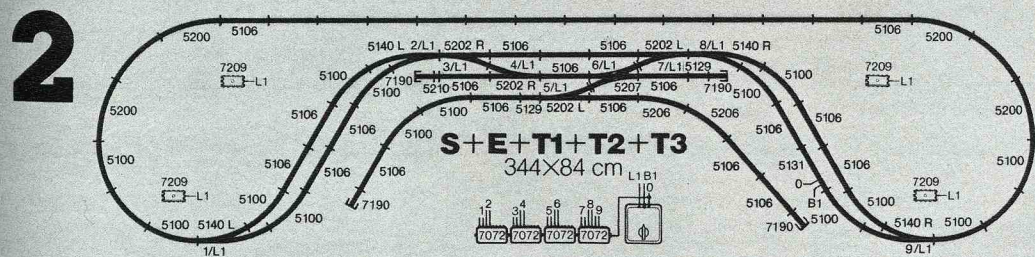 2
5200 5106 5106 5200
5140 L 2/L1 5202 R 5106 5106 5202 L 8/L1 5140 R
7209 L1 5100 7190 3/L1 4/L1 5106 6/L1 7/L1 5129 5100 7209 L1
5100 5210 5202 R 5/L1 5207 7190 5100
5200 5106 5106 5100 5106 5129 5202 L 5106 5206 5106 5106 5106 5200
5100 5106 5106 5100 S+E+T1+T2+T3 5206 5106 5106 5100
344×84 cm
7209 L1 5106 5106 5106 5131 7209 L1
L1 B1
0
0
B1
5100 5140 L 5100 7190 1 2 3 4 5 6 7 8 9 7190 5100 5140 R 5100
7072 7072 7072 7072
1/L1 9/L1